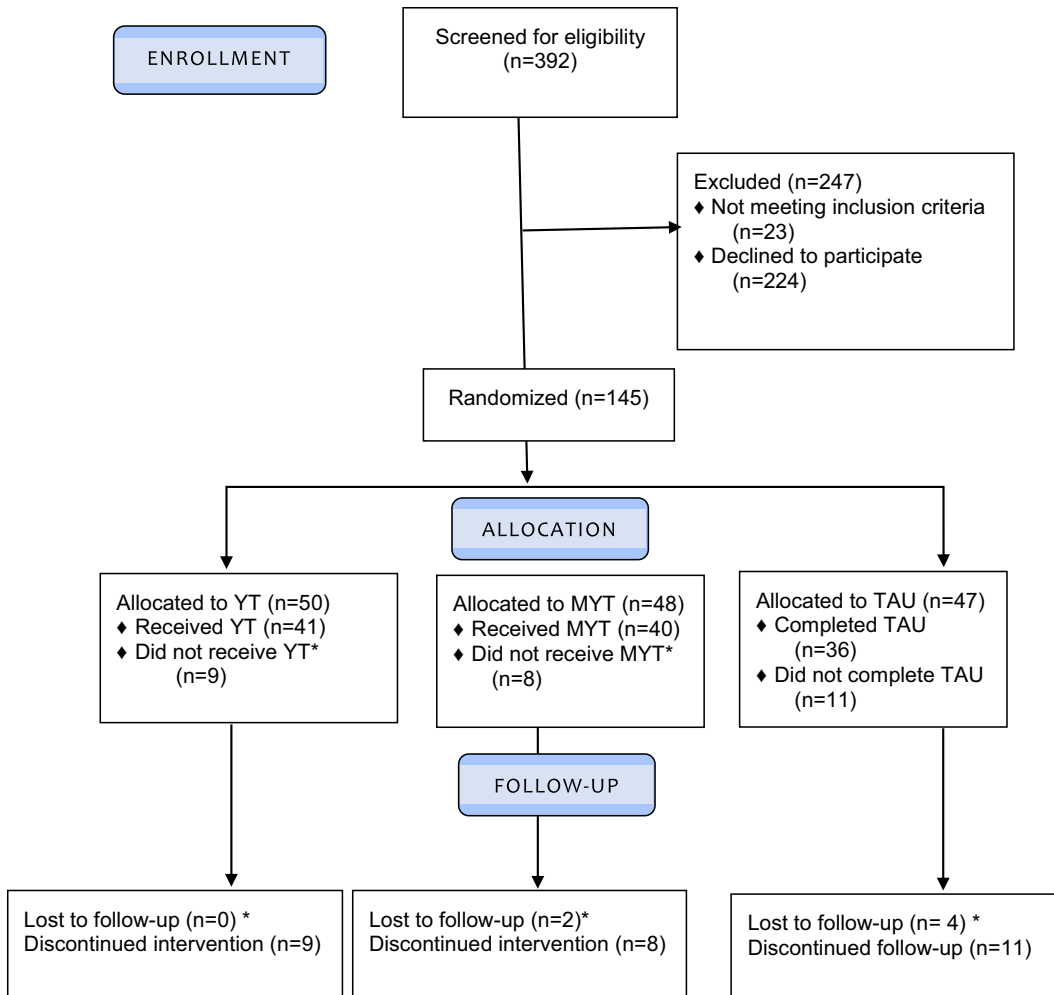 ENROLLMENT
Screened for eligibility
(n=392)
Excluded (n=247)
♦ Not meeting inclusion criteria
(n=23)
♦ Declined to participate
(n=224)
Randomized (n=145)
ALLOCATION
Allocated to YT (n=50)
♦ Received YT (n=41)
♦ Did not receive YT*
(n=9)
Allocated to MYT (n=48)
♦ Received MYT (n=40)
♦ Did not receive MYT*
(n=8)
Allocated to TAU (n=47)
♦ Completed TAU
(n=36)
♦ Did not complete TAU
(n=11)
FOLLOW-UP
Lost to follow-up (n=0) *
Discontinued intervention (n=9)
Lost to follow-up (n=2)*
Discontinued intervention (n=8)
Lost to follow-up (n= 4) *
Discontinued follow-up (n=11)